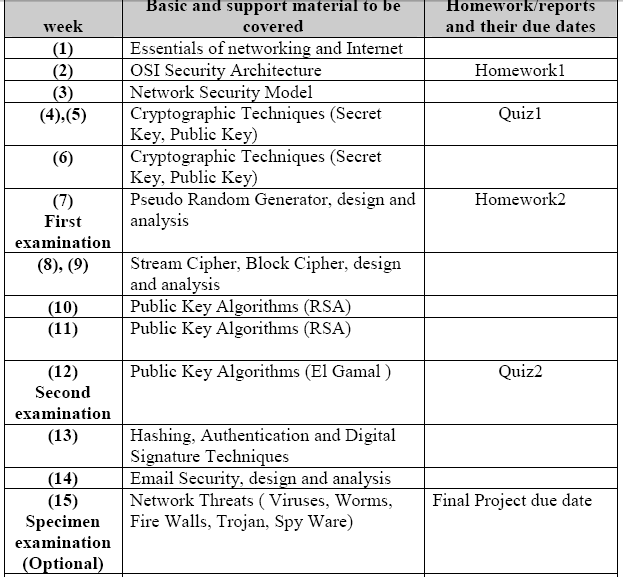 Basic and support material to be Homework/reports
week covered and their due dates
(1) Essentials of networking and Internet
(2) OSI Security Architecture Homework1
(3) Network Security Model
(4),(5) Cryptographic Techniques (Secret Quiz1
Key, Public Key)
(6) Cryptographic Techniques (Secret
Key, Public Key)
(7) Pseudo Random Generator, design and Homework2
First analysis
examination
(8), (9) Stream Cipher, Block Cipher, design
and analysis
(10) Public Key Algorithms (RSA)
(11) Public Key Algorithms (RSA)
(12) Public Key Algorithms (El Gamal ) Quiz2
Second
examination
(13) Hashing, Authentication and Digital
Signature Techniques
(14) Email Security, design and analysis
(15) Network Threats ( Viruses, Worms, Final Project due date
Specimen Fire Walls, Trojan, Spy Ware)
examination
(Optional)